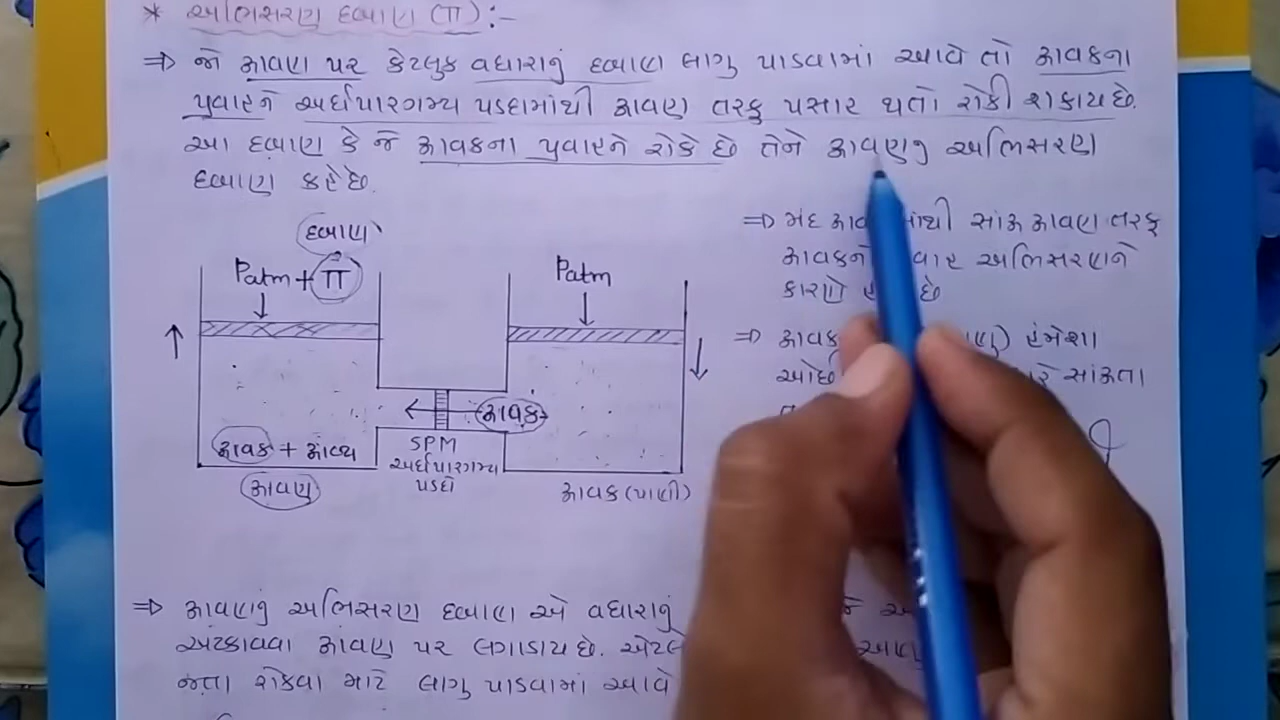 * અભિસરણ દબાણ (π) :-
⇒ જો દ્રાવણ પર કેટલુક વધારાનું દબાણ લાગુ પાડવામાં આવે તો દ્રાવકના
પ્રવાહને અર્ધપારગમ્ય પડદામાંથી દ્રાવણ તરફ પસાર થતો રોકી શકાય છે.
આ દબાણ કે જે દ્રાવકના પ્રવાહને રોકે છે તેને દ્રાવણનુ અભિસરણ
દબાણ કહે છે.
દબાણ
Patm + π
Patm
દ્રાવક
દ્રાવક + દ્રાવ્ય
દ્રાવણ
SPM
અર્ધપારગમ્ય
પડદો
દ્રાવક (પાણી)
⇒ મંદ સાંદ્ર દ્રાવણ તરફ
અભિસરણને
કારણે છે
⇒ હંમેશા
સાંદ્રતા
⇒ દ્રાવણનું અભિસરણ દબાણ એ વધારાનું
અટકાવવા દ્રાવણ પર લગાડાય છે. એટલે
જતા રોકવા માટે લાગુ પાડવામાં આવે